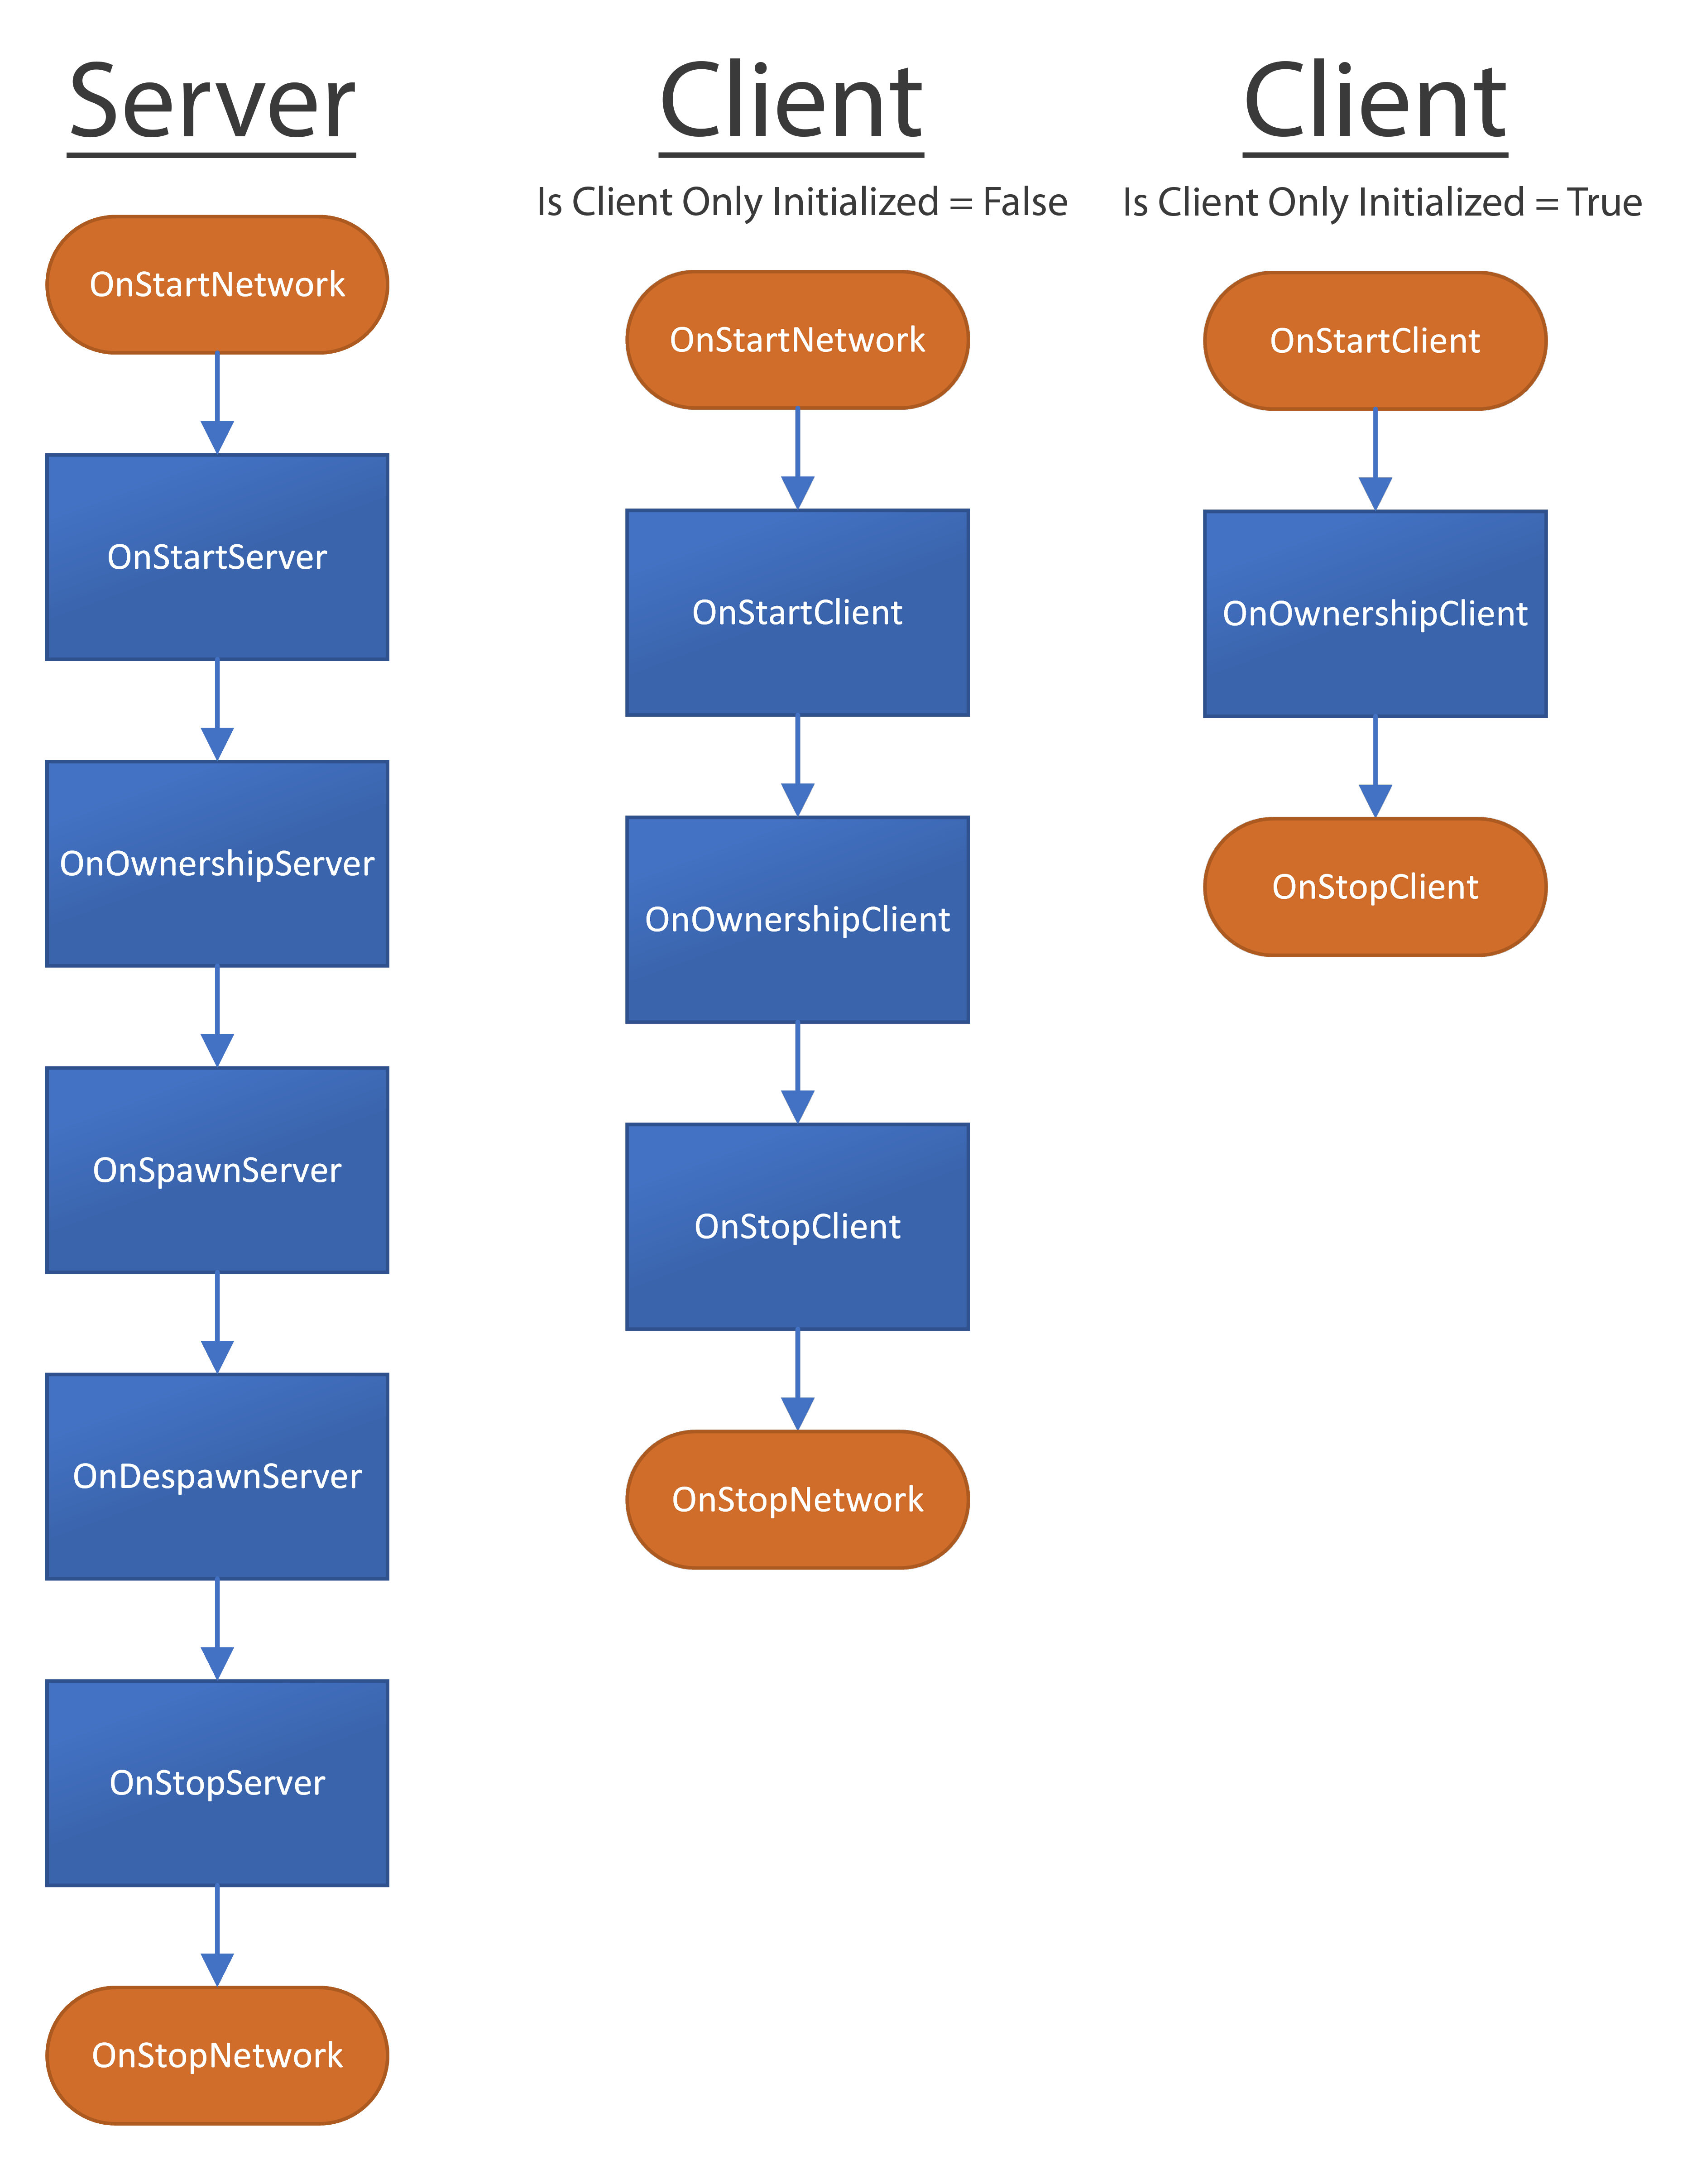 Server
OnStartNetwork
OnStartServer
OnOwnershipServer
OnSpawnServer
OnDespawnServer
OnStopServer
OnStopNetwork
Client
Is Client Only Initialized = False
OnStartNetwork
OnStartClient
OnOwnershipClient
OnStopClient
OnStopNetwork
Client
Is Client Only Initialized = True
OnStartClient
OnOwnershipClient
OnStopClient